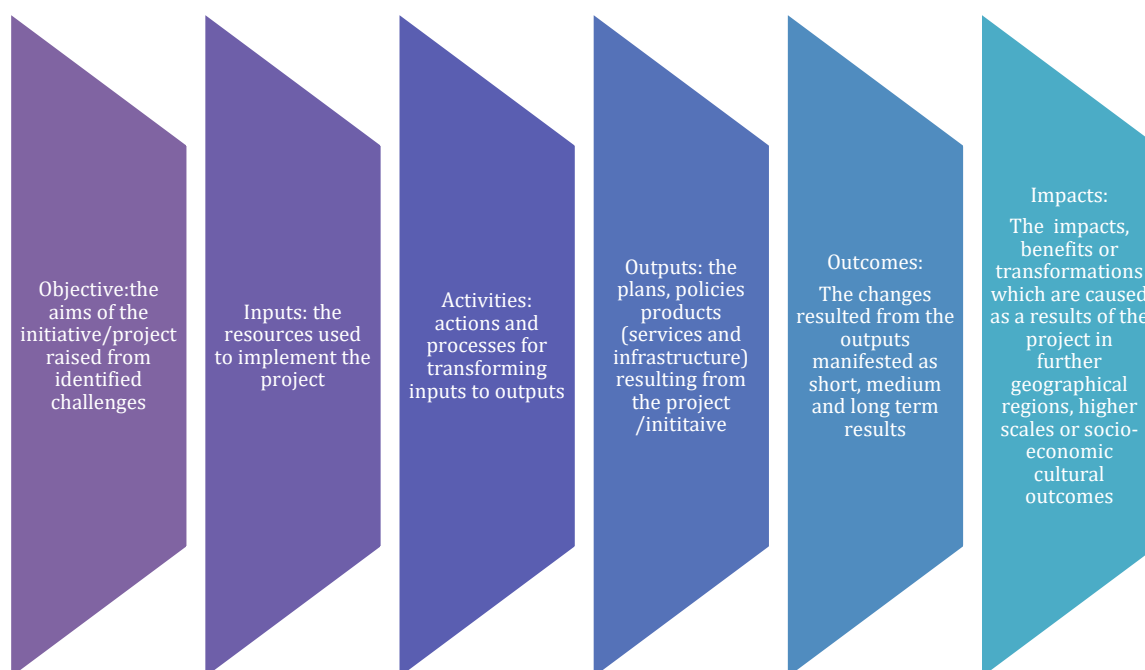 Objective:the
aims of the
initiative/project
raised from
identified
challenges
Inputs: the
resources used
to implement the
project
Activities:
actions and
processes for
transforming
inputs to outputs
Outputs: the
plans, policies
products
(services and
infrastructure)
resulting from
the project
/inititaive
Outcomes:
The changes
resulted from the
outputs
manifested as
short, medium
and long term
results
Impacts:
The impacts,
benefits or
transformations
which are caused
as a results of the
project in
further
geographical
regions, higher
scales or socio-
economic
cultural
outcomes